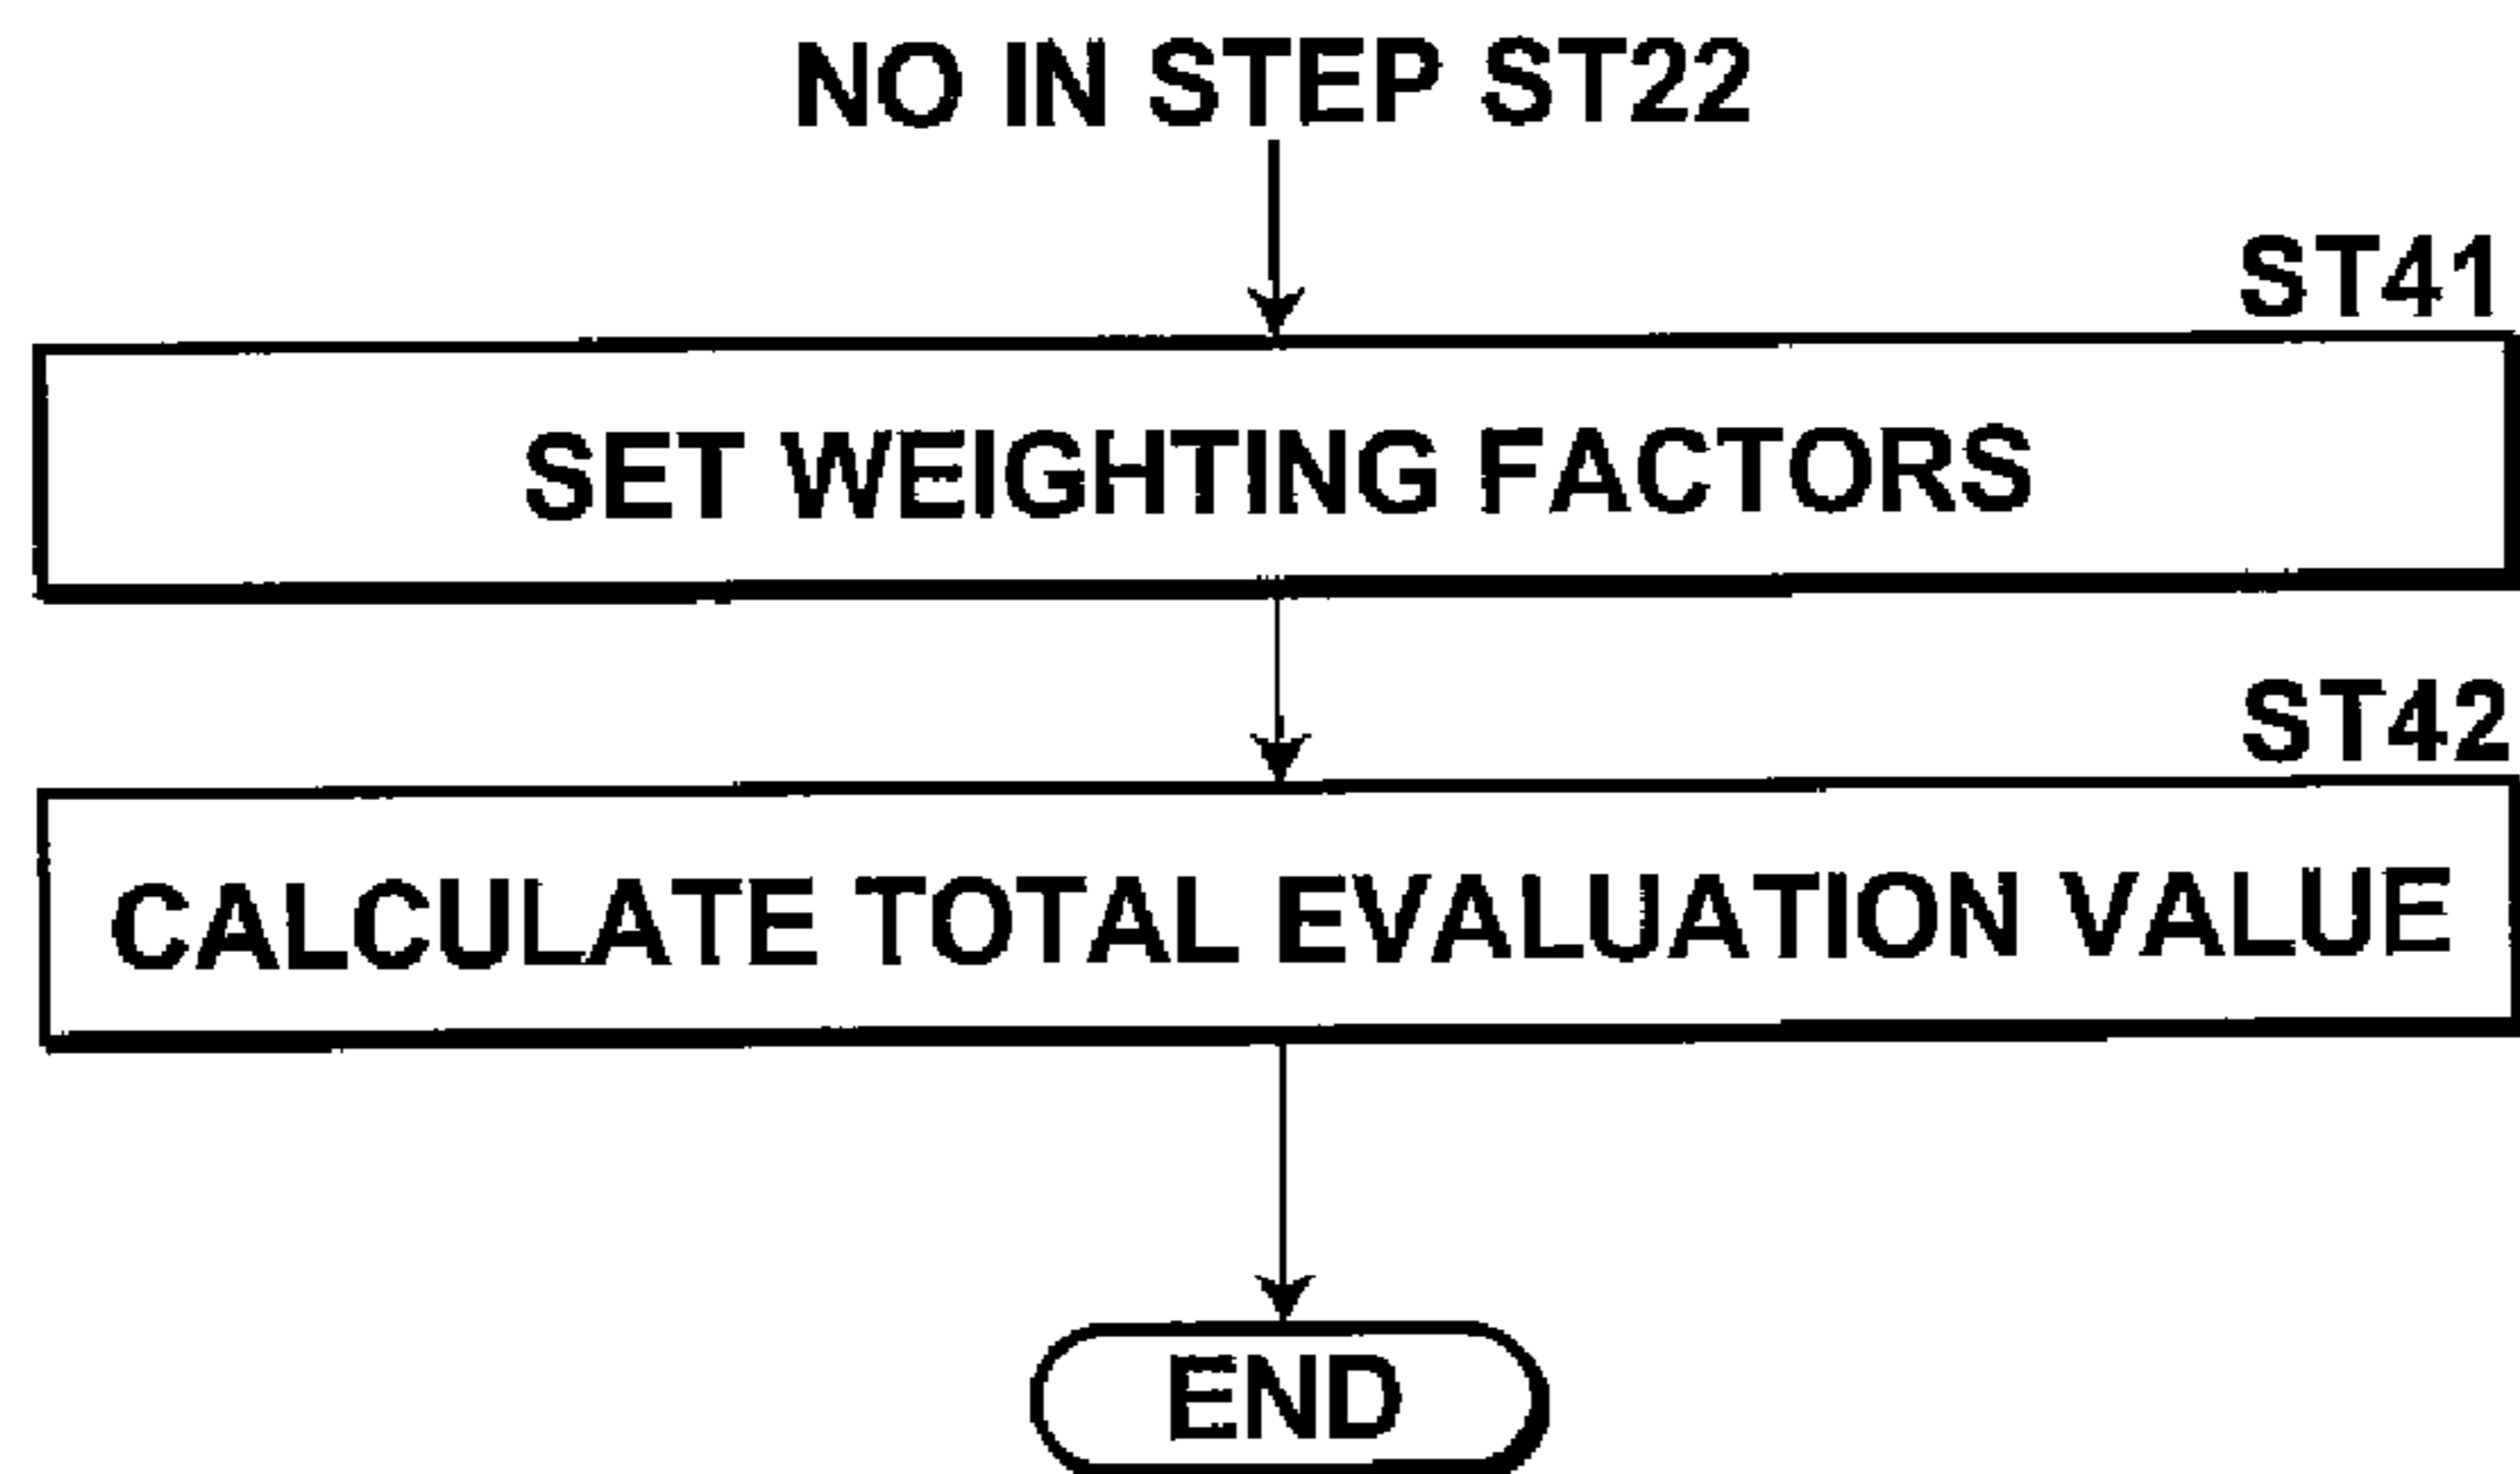 NO IN STEP ST22
ST41
SET WEIGHTING FACTORS
ST42
CALCULATE TOTAL EVALUATION VALUE
END